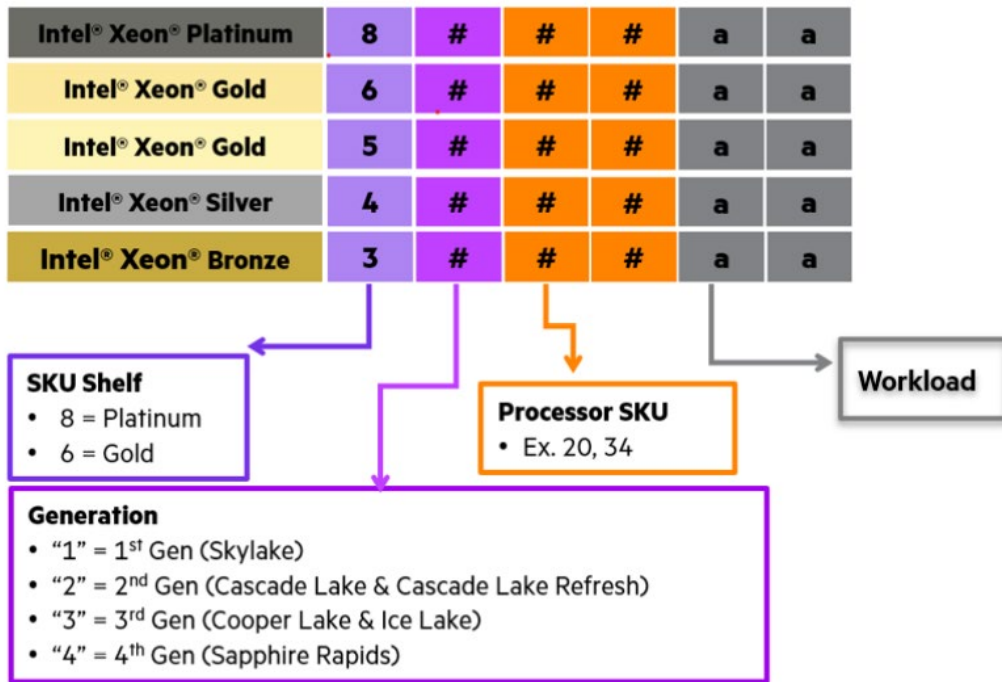 Intel® Xeon® Platinum 8 # # # a a
Intel® Xeon® Gold 6 # # # a a
Intel® Xeon® Gold 5 # # # a a
Intel® Xeon® Silver 4 # # # a a
Intel® Xeon® Bronze 3 # # # a a
SKU Shelf
• 8 = Platinum
• 6 = Gold
Processor SKU
• Ex. 20, 34
Workload
Generation
• “1” = 1st Gen (Skylake)
• “2” = 2nd Gen (Cascade Lake & Cascade Lake Refresh)
• “3” = 3rd Gen (Cooper Lake & Ice Lake)
• “4” = 4th Gen (Sapphire Rapids)